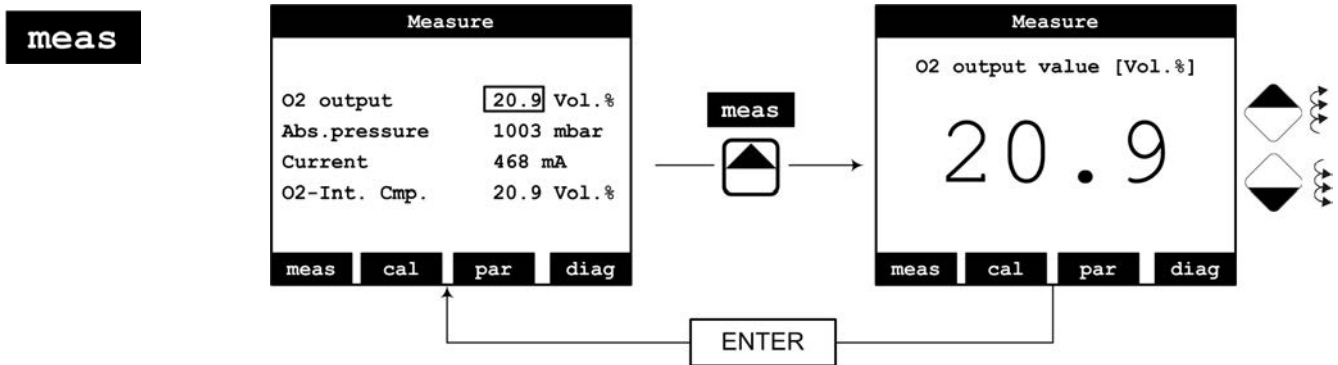 meas
Measure
O2 output 20.9 Vol.%
Abs.pressure 1003 mbar
Current 468 mA
O2-Int. Cmp. 20.9 Vol.%
meas cal par diag
meas
Measure
O2 output value [Vol.%]
20.9
meas cal par diag
ENTER